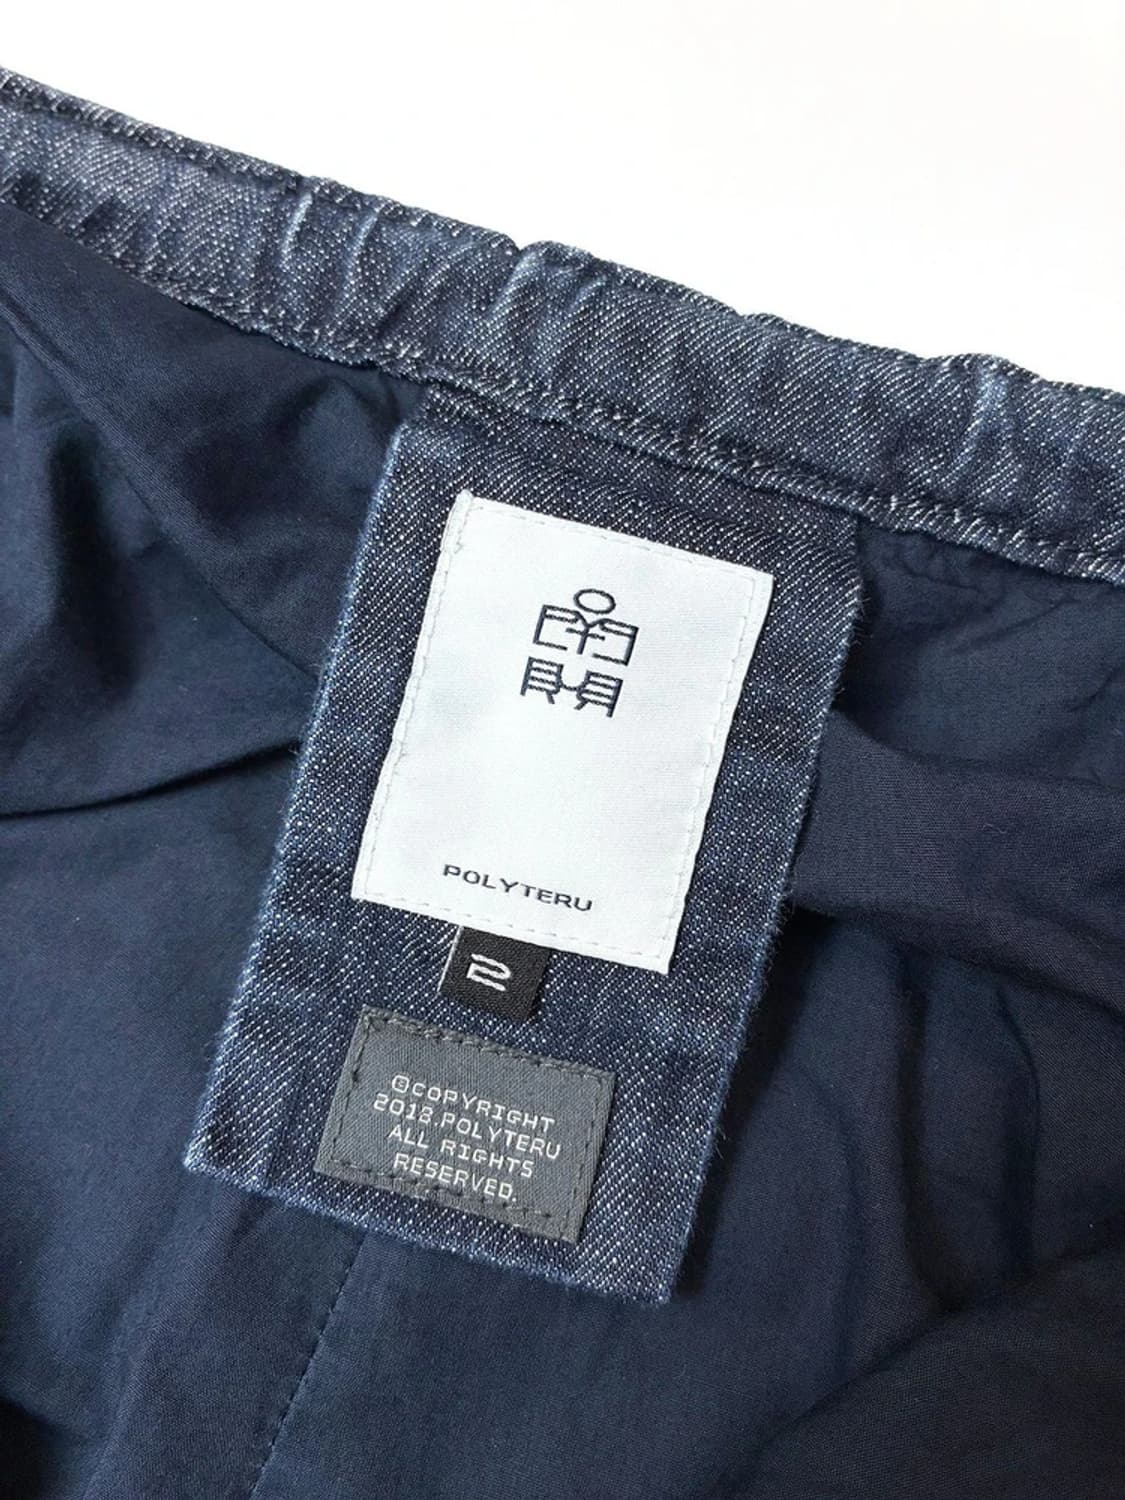 POLYTERU
2
©COPYRIGHT
2018.POLYTERU
ALL RIGHTS
RESERVED.